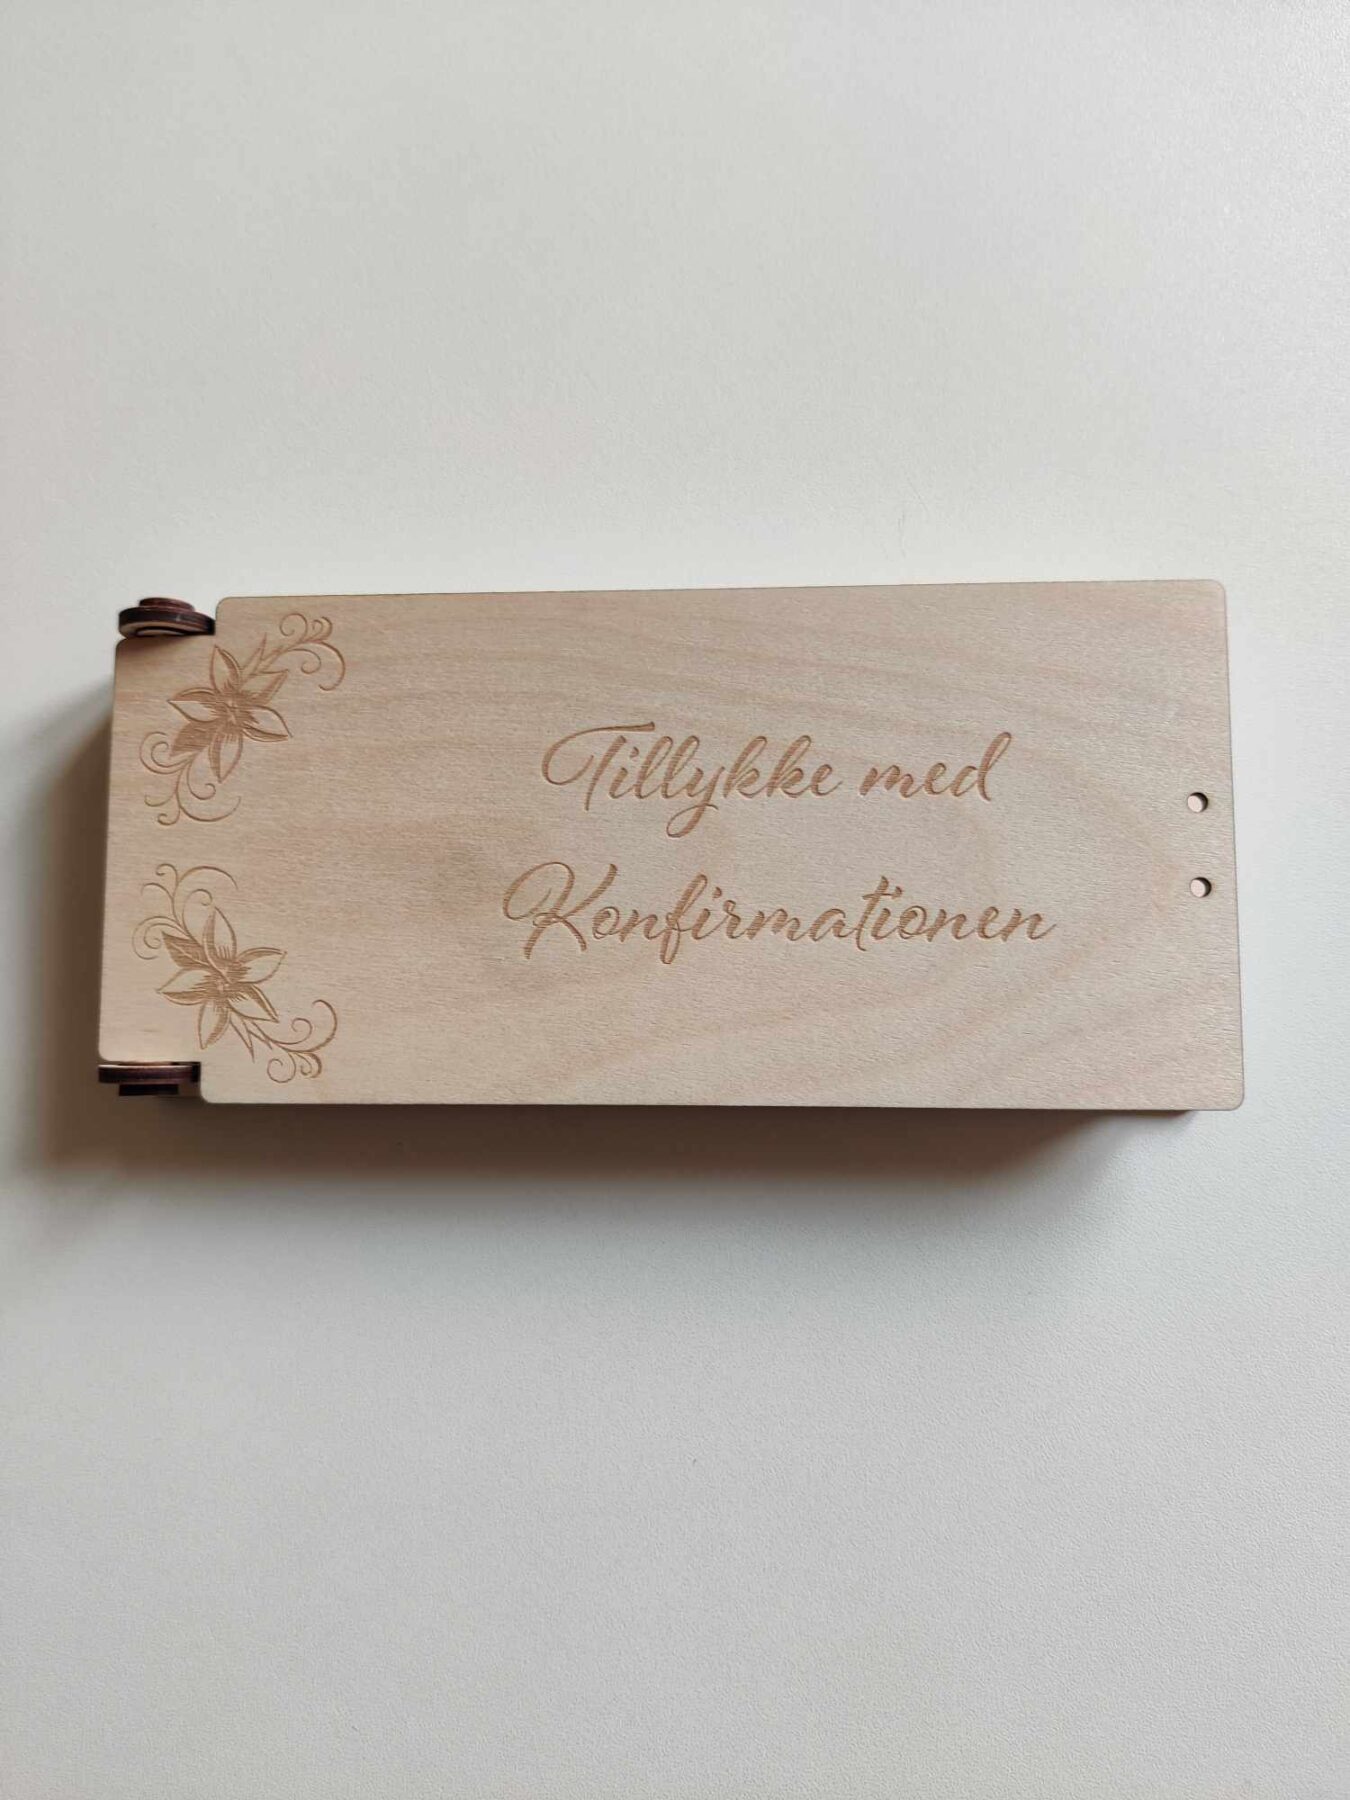 Tillykke med
Konfirmationen